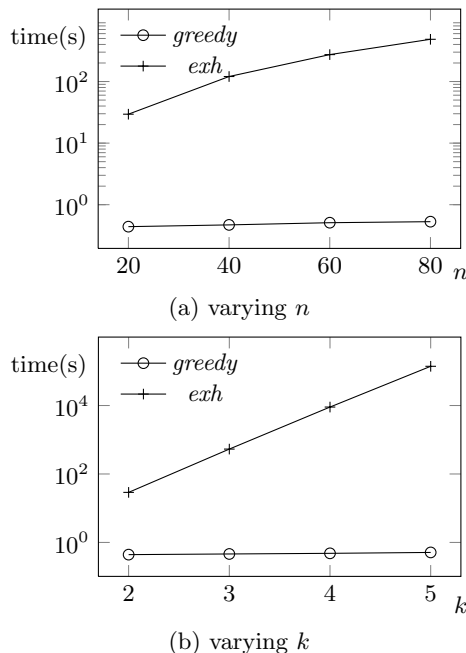 time(s)
greedy
exh
10^2
10^1
10^0
20 40 60 80 n
(a) varying n
time(s)
greedy
exh
10^4
10^2
10^0
2 3 4 5 k
(b) varying k